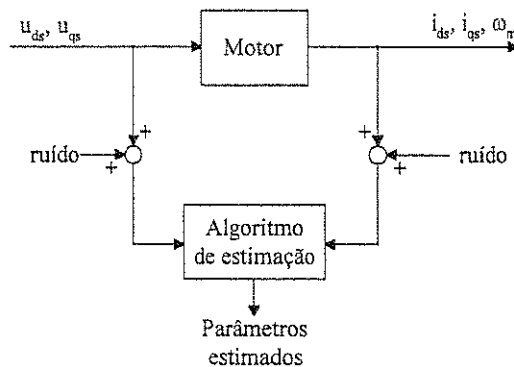 u_ds, u_qs
Motor
i_ds, i_qs, ω_m
+
+
ruído
+
+
ruído
Algoritmo
de estimação
Parâmetros
estimados